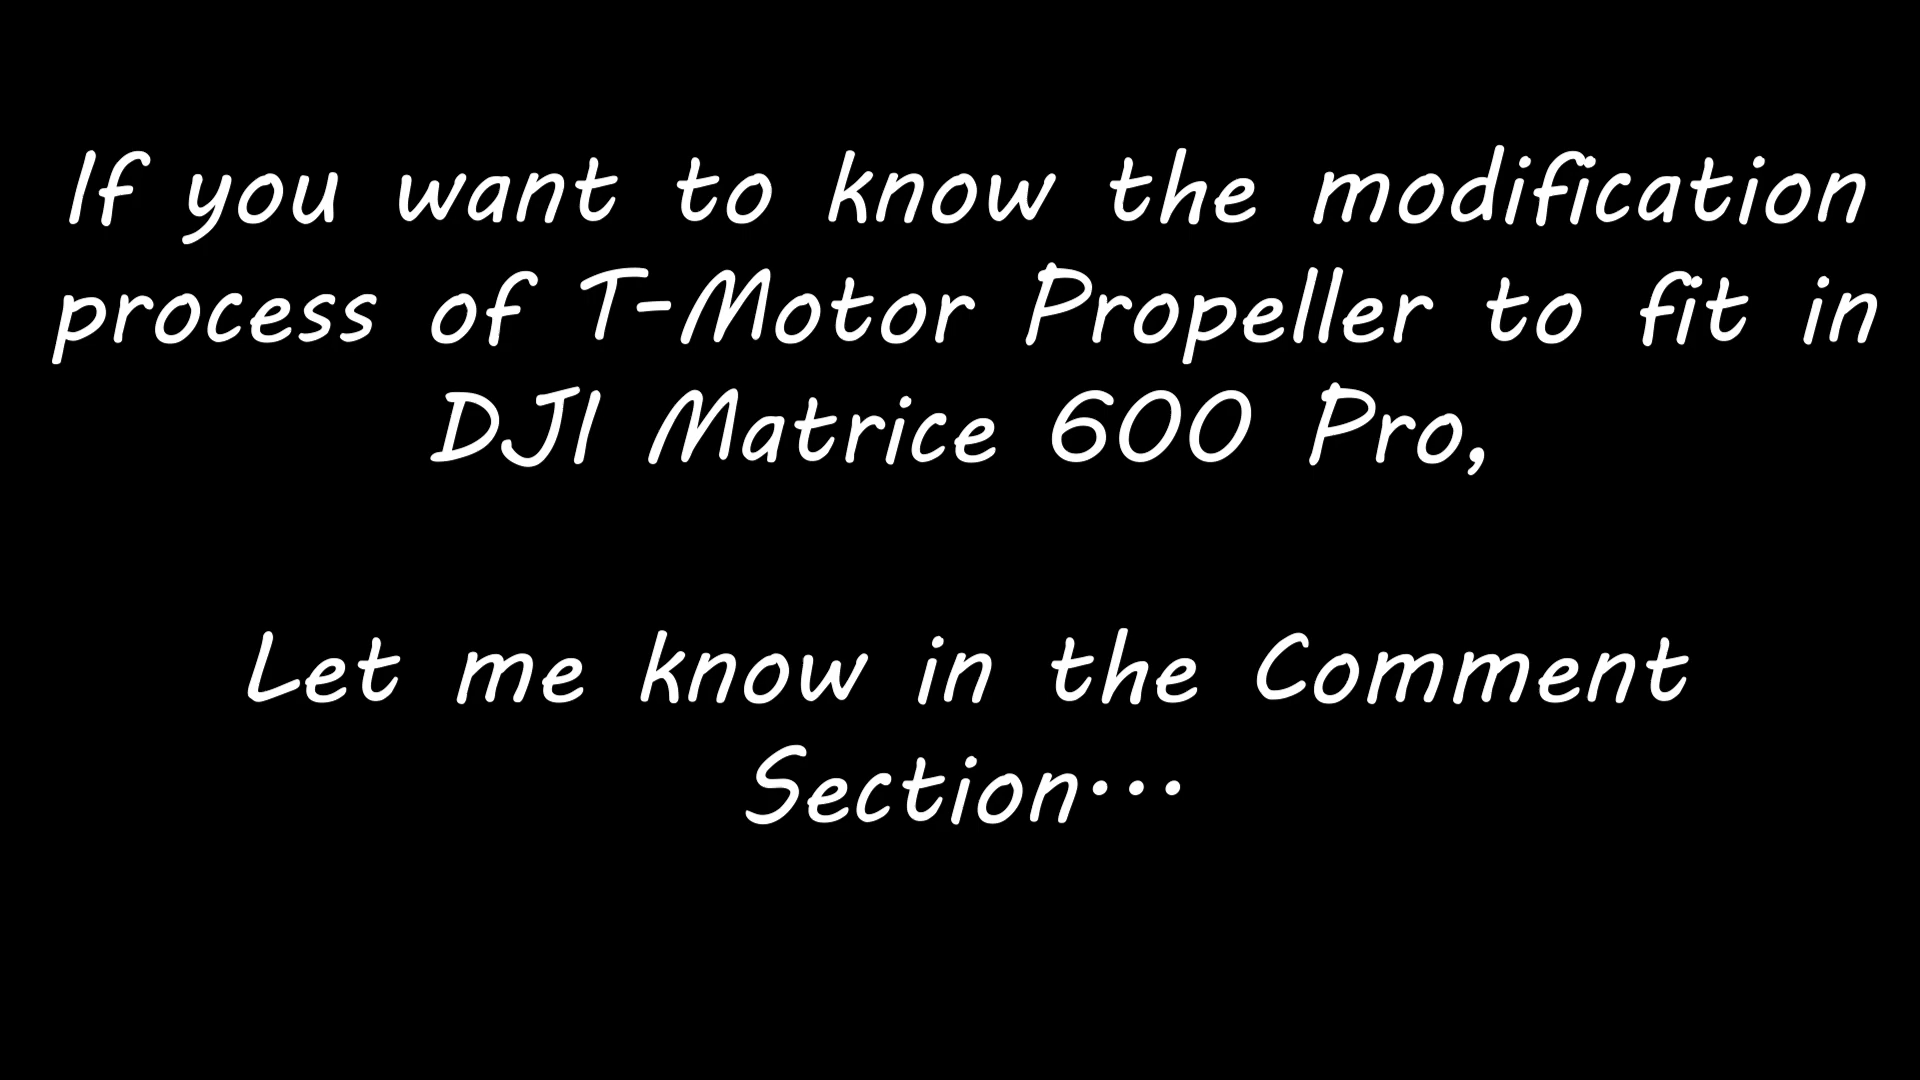 If you want to know the modification
process of T-Motor Propeller to fit in
DJI Matrice 600 Pro,
Let me know in the Comment
Section...